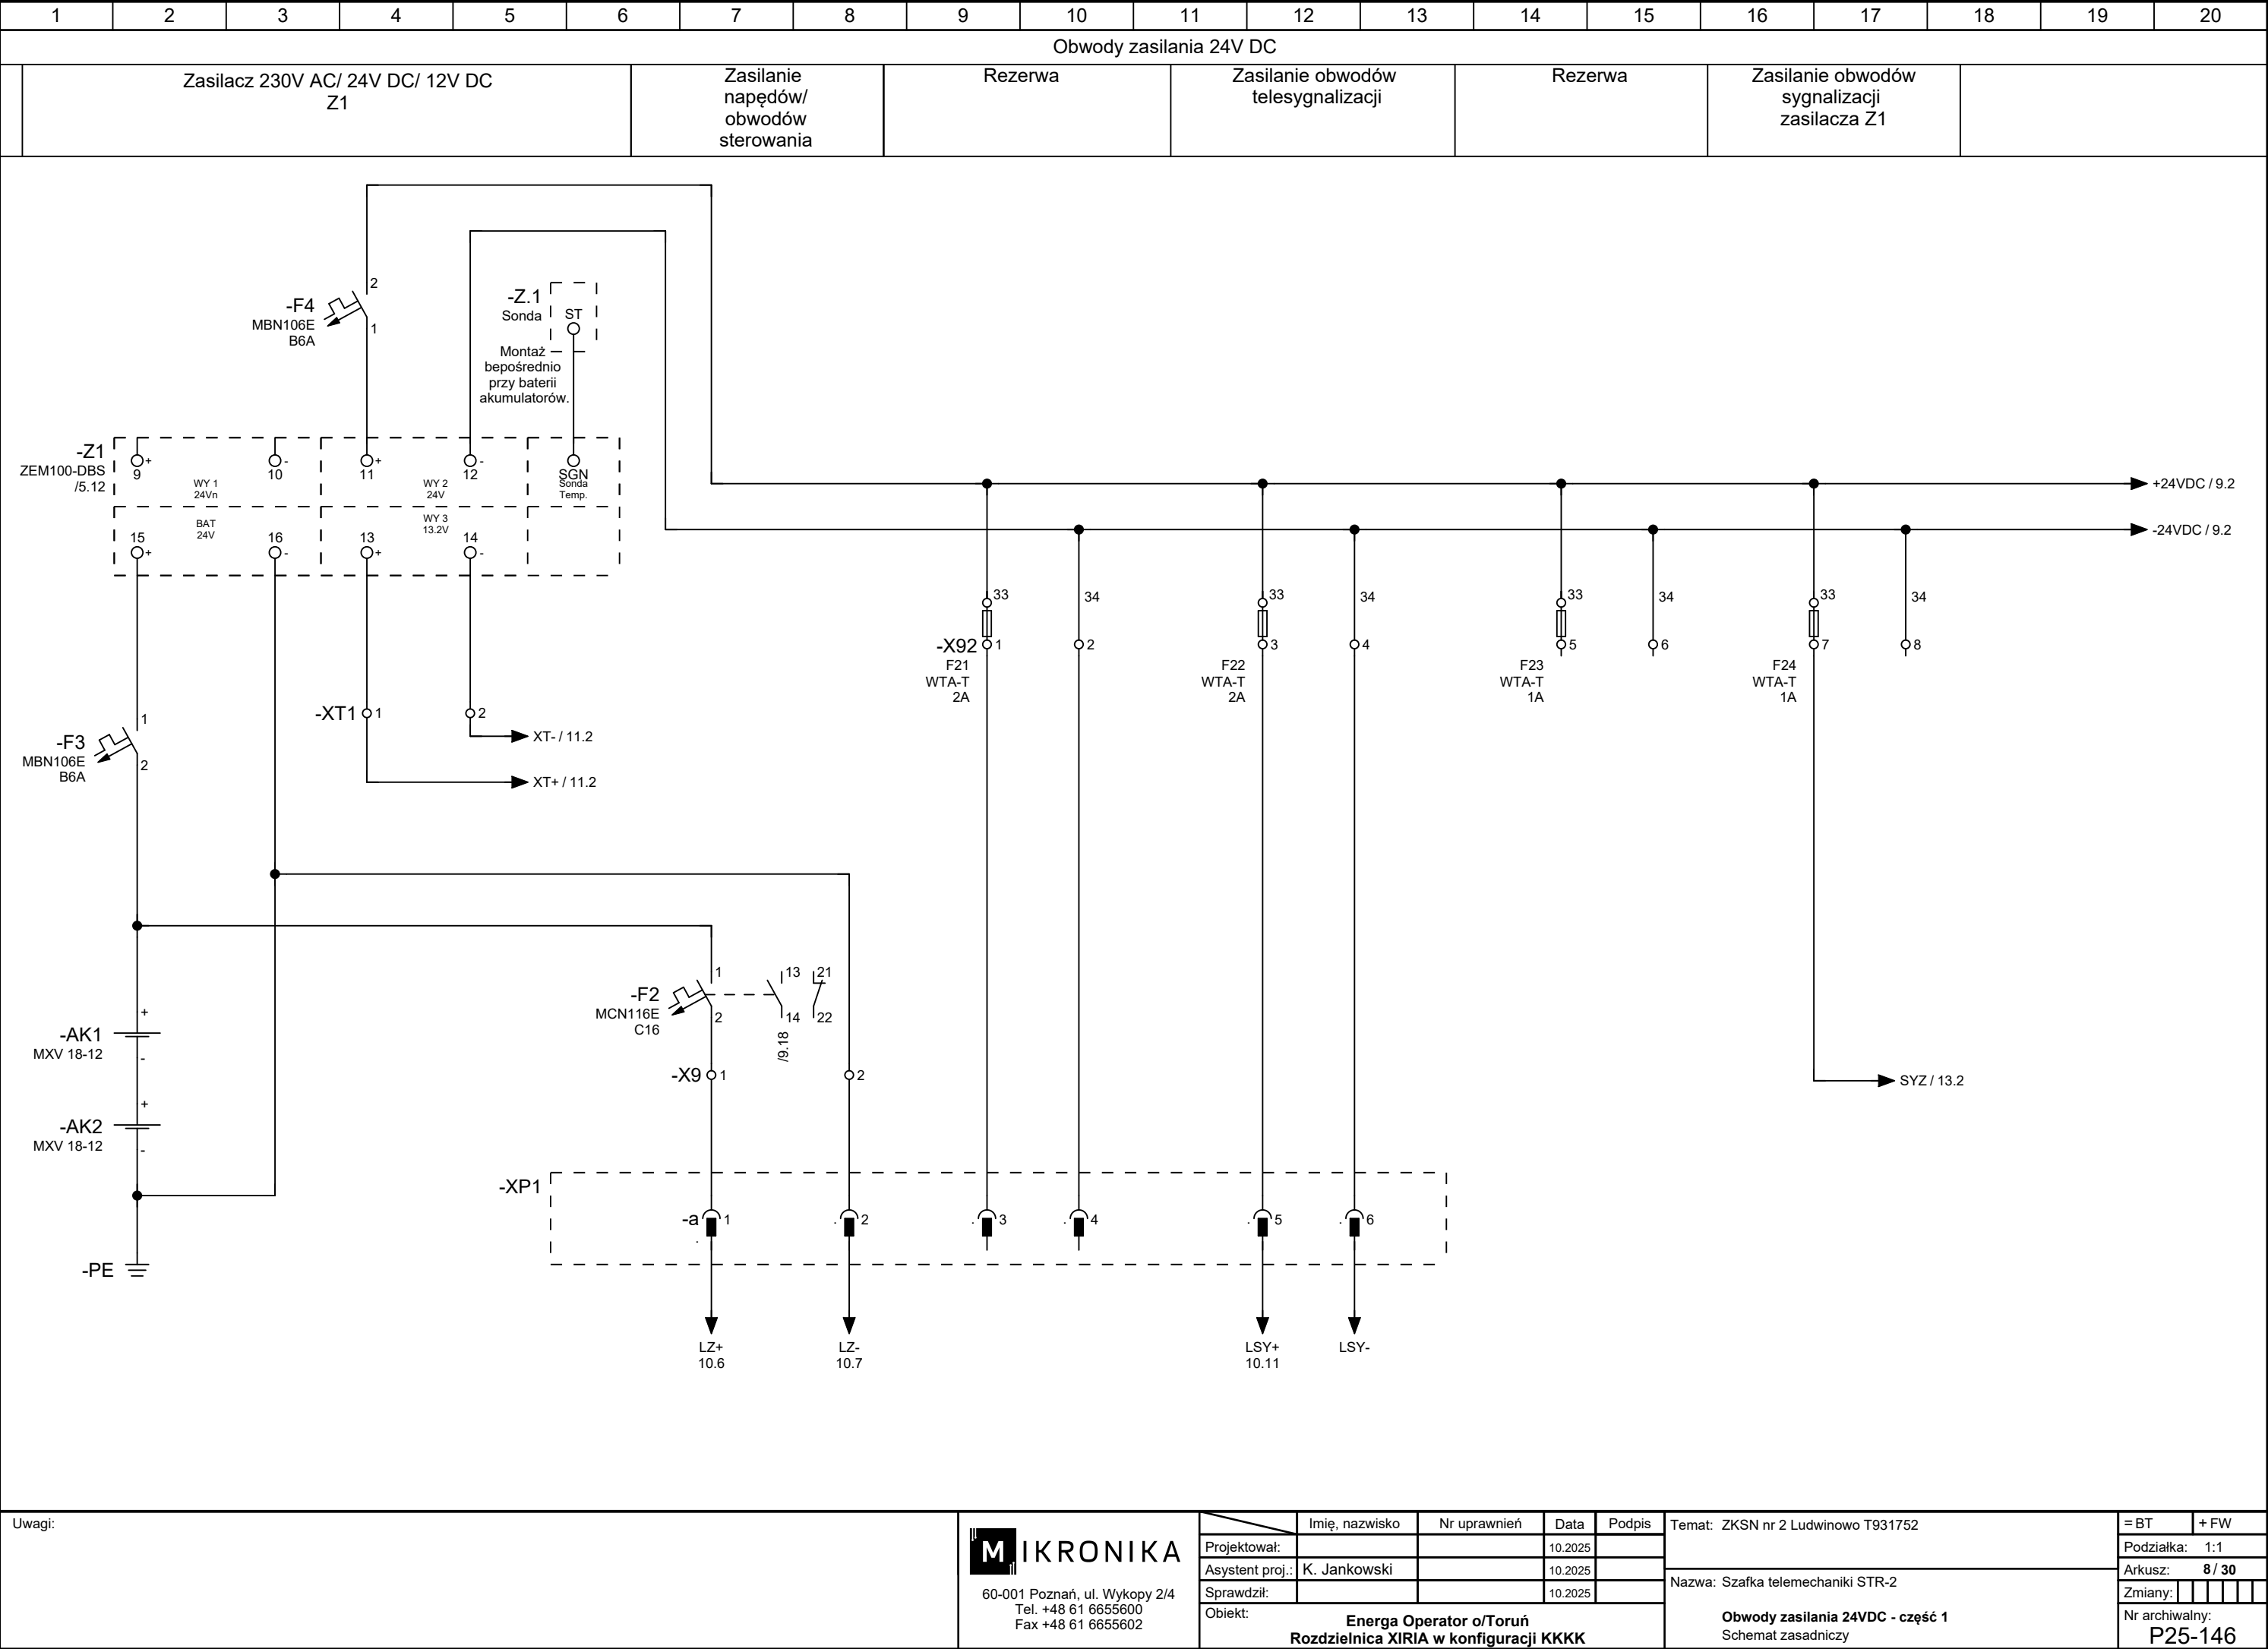 1 2 3 4 5 6 7 8 9 10 11 12 13 14 15 16 17 18 19 20
Obwody zasilania 24V DC
Zasilacz 230V AC/ 24V DC/ 12V DC
Z1
Zasilanie
napędów/
obwodów
sterowania
Rezerwa
Zasilanie obwodów
telesygnalizacji
Rezerwa
Zasilanie obwodów
sygnalizacji
zasilacza Z1
2
-F4
MBN106E
B6A
1
-Z.1
Sonda
ST
Montaż
bepośrednio
przy baterii
akumulatorów.
-Z1
ZEM100-DBS
/5.12
+ - + -
9 10 11 12 SGN
WY 1
24Vn
WY 2
24V
Sonda
Temp.
BAT
24V
WY 3
13.2V
15 16 13 14
+ - + -
+24VDC / 9.2
-24VDC / 9.2
33 34 33 34 33 34 33 34
-X92 1 2 3 4 5 6 7 8
F21
WTA-T
2A
F22
WTA-T
2A
F23
WTA-T
1A
F24
WTA-T
1A
-XT1 1 2
XT- / 11.2
XT+ / 11.2
1
-F3
MBN106E
B6A
2
1 13 21
-F2
MCN116E
C16
2 14 22
/9.18
-X9 1 2
+
-AK1
MXV 18-12
-
+
-AK2
MXV 18-12
-
SYZ / 13.2
-XP1
-a 1 2 3 4 5 6
-PE
LZ+
10.6
LZ-
10.7
LSY+
10.11
LSY-
Uwagi:
MIKRONIKA
60-001 Poznań, ul. Wykopy 2/4
Tel. +48 61 6655600
Fax +48 61 6655602
Imię, nazwisko Nr uprawnień Data Podpis
Projektował: 10.2025
Asystent proj.: K. Jankowski 10.2025
Sprawdził: 10.2025
Obiekt:
Energa Operator o/Toruń
Rozdzielnica XIRIA w konfiguracji KKKK
Temat: ZKSN nr 2 Ludwinowo T931752
Nazwa: Szafka telemechaniki STR-2
Obwody zasilania 24VDC - część 1
Schemat zasadniczy
= BT + FW
Podziałka: 1:1
Arkusz: 8 / 30
Zmiany:
Nr archiwalny:
P25-146